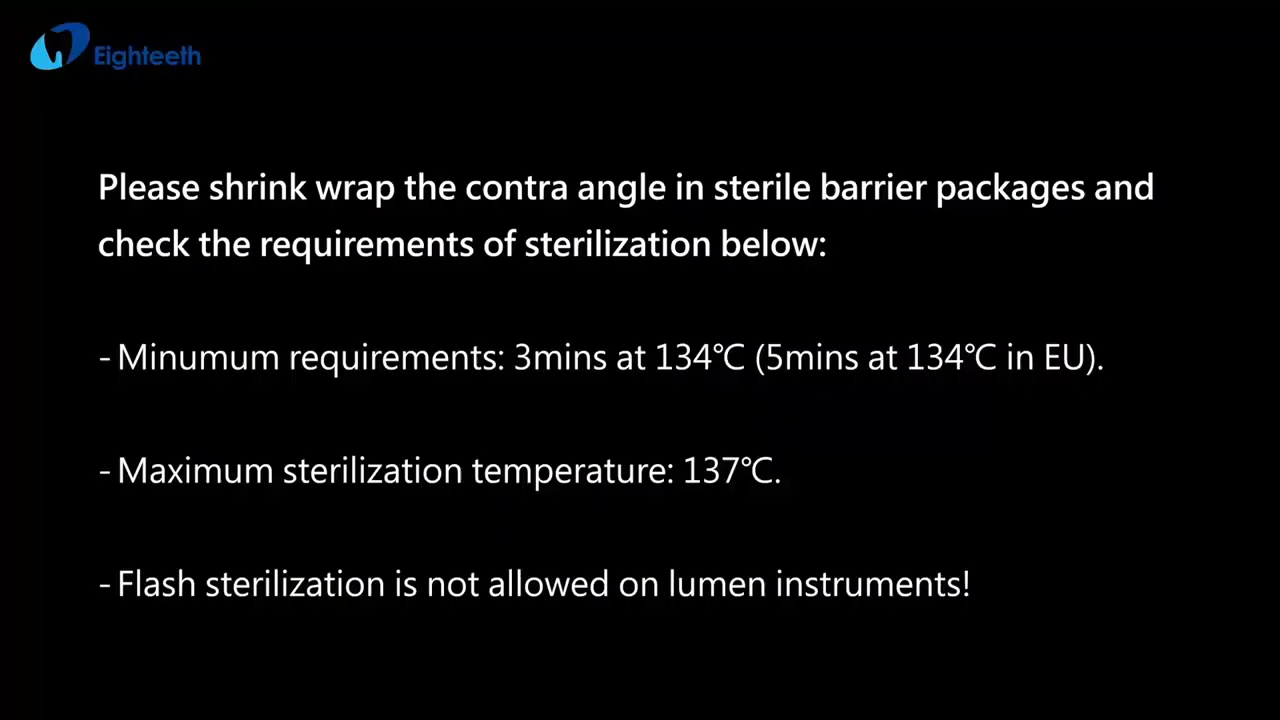 Eighteeth
Please shrink wrap the contra angle in sterile barrier packages and
check the requirements of sterilization below:
- Minumum requirements: 3mins at 134℃ (5mins at 134℃ in EU).
- Maximum sterilization temperature: 137℃.
- Flash sterilization is not allowed on lumen instruments!